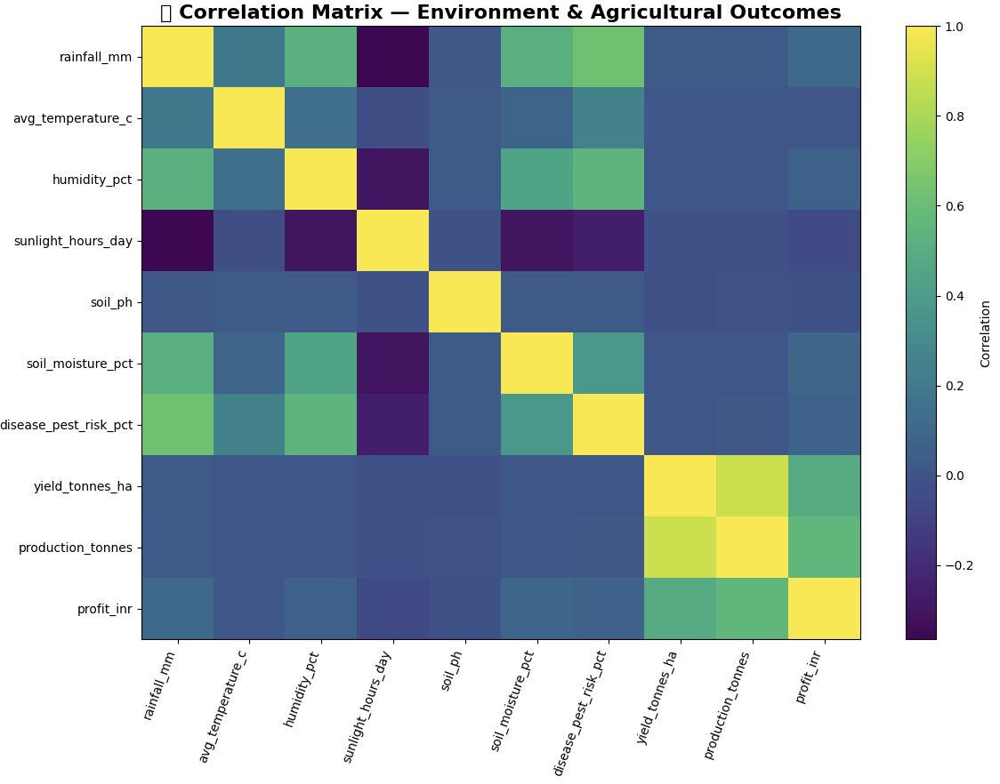 ▯ Correlation Matrix — Environment & Agricultural Outcomes
rainfall_mm
avg_temperature_c
humidity_pct
sunlight_hours_day
soil_ph
soil_moisture_pct
disease_pest_risk_pct
yield_tonnes_ha
production_tonnes
profit_inr
rainfall_mm
avg_temperature_c
humidity_pct
sunlight_hours_day
soil_ph
soil_moisture_pct
disease_pest_risk_pct
yield_tonnes_ha
production_tonnes
profit_inr
1.0
0.8
0.6
0.4
0.2
0.0
−0.2
Correlation